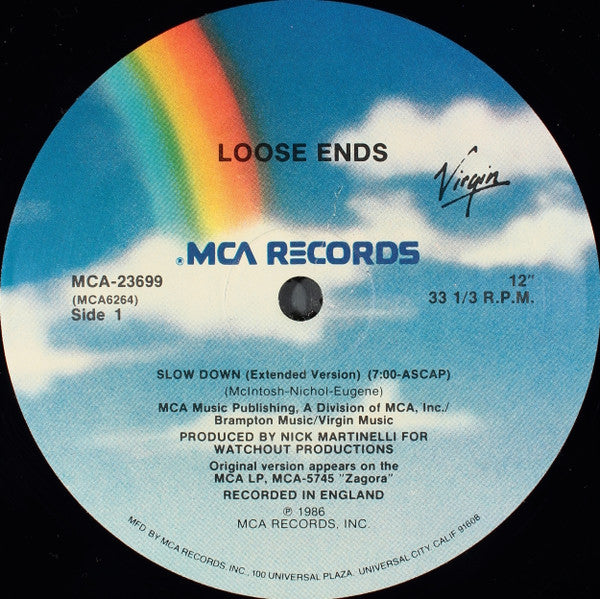 LOOSE ENDS
Virgin
®MCA RECORDS
MCA-23699
(MCA6264)
Side 1
12"
33 1/3 R.P.M.
SLOW DOWN (Extended Version) (7:00-ASCAP)
(McIntosh-Nichol-Eugene)
MCA Music Publishing, A Division of MCA, Inc./
Brampton Music/Virgin Music
PRODUCED BY NICK MARTINELLI FOR
WATCHOUT PRODUCTIONS
Original version appears on the
MCA LP, MCA-5745 "Zagora"
RECORDED IN ENGLAND
℗ 1986
MCA RECORDS, INC.
MFD. BY MCA RECORDS, INC., 100 UNIVERSAL PLAZA, UNIVERSAL CITY, CALIF. 91608